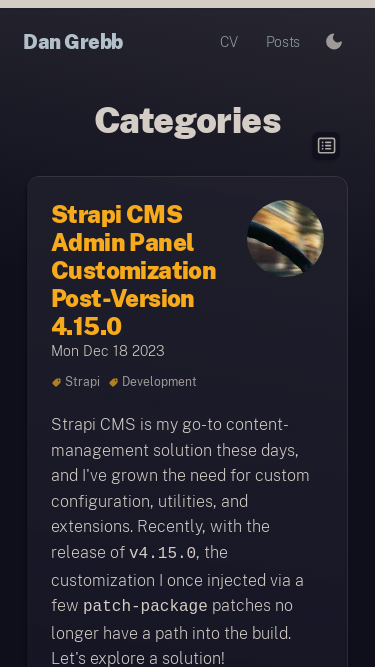 Dan Grebb
CV
Posts
Categories
Strapi CMS
Admin Panel
Customization
Post-Version
4.15.0
Mon Dec 18 2023
Strapi
Development
Strapi CMS is my go-to content-
management solution these days,
and I've grown the need for custom
configuration, utilities, and
extensions. Recently, with the
release of v4.15.0, the
customization I once injected via a
few patch-package patches no
longer have a path into the build.
Let's explore a solution!